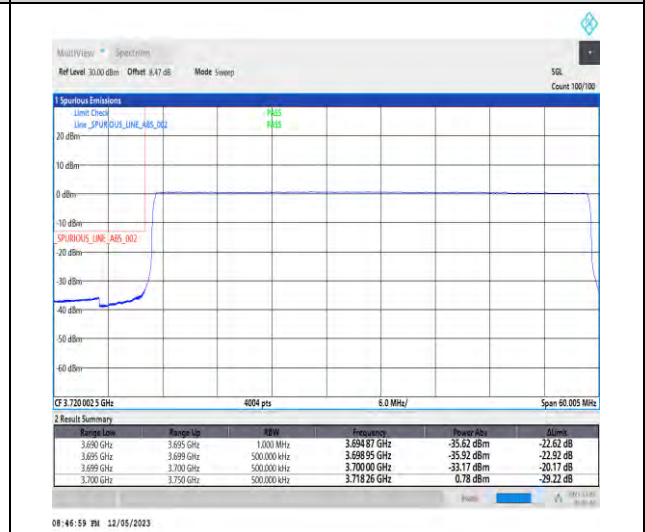 MultiView Spectrum
Ref Level 30.00 dBm Offset 8.47 dB Mode Sweep SGL
Count 100/100
1 Spurious Emissions
Limit Check PASS
Line _SPURIOUS_LINE_ABS_002 PASS
20 dBm
10 dBm
0 dBm
-10 dBm
_SPURIOUS_LINE_ABS_002
-20 dBm
-30 dBm
-40 dBm
-50 dBm
-60 dBm
CF 3.720 002 5 GHz 4004 pts 6.0 MHz/ Span 60.005 MHz
2 Result Summary
Range Low Range Up RBW Frequency Power Abs ΔLimit
3.690 GHz 3.695 GHz 1.000 MHz 3.694 87 GHz -35.62 dBm -22.62 dB
3.695 GHz 3.699 GHz 500.000 kHz 3.698 95 GHz -35.92 dBm -22.92 dB
3.699 GHz 3.700 GHz 500.000 kHz 3.700 00 GHz -33.17 dBm -20.17 dB
3.700 GHz 3.750 GHz 500.000 kHz 3.718 26 GHz 0.78 dBm -29.22 dB
08:46:59 PM 12/05/2023